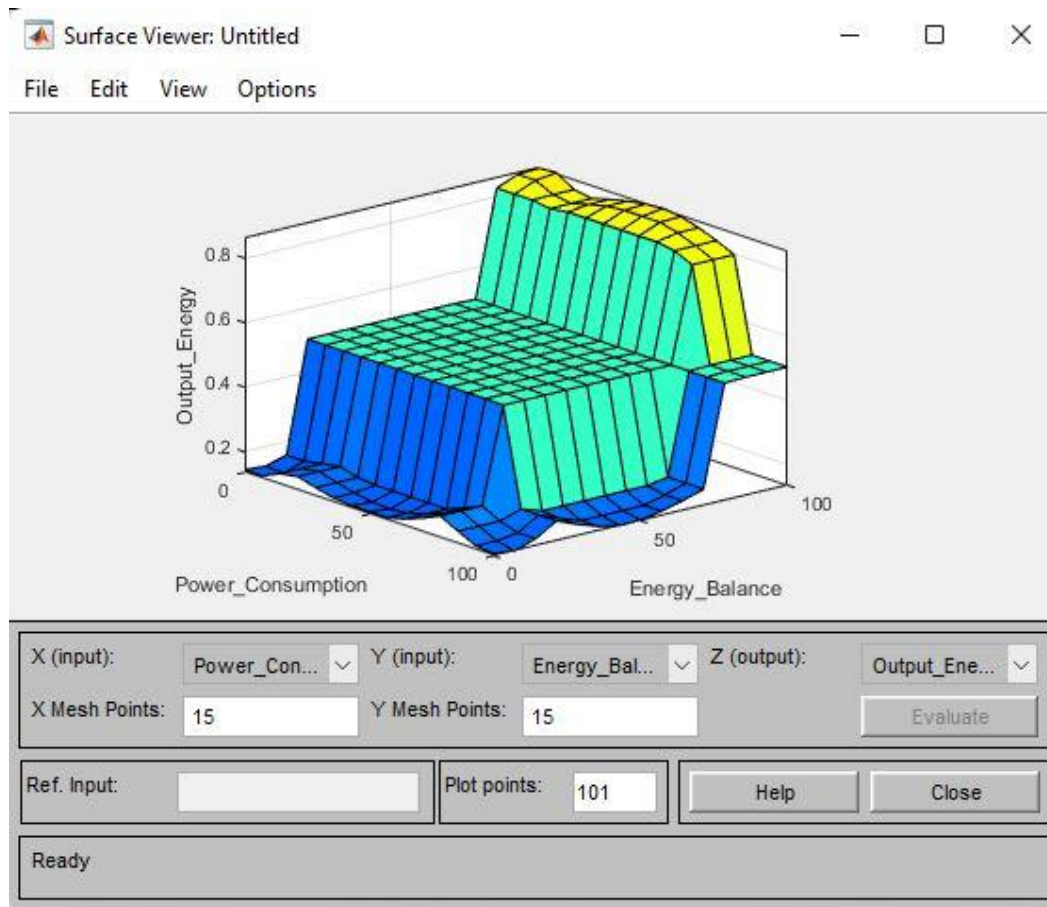 Surface Viewer: Untitled
File Edit View Options
0.8
0.6
0.4
0.2
Output_Energy
0
50
100
Power_Consumption
0
50
100
Energy_Balance
X (input): Power_Con... Y (input): Energy_Bal... Z (output): Output_Ene...
X Mesh Points: 15 Y Mesh Points: 15 Evaluate
Ref. Input: Plot points: 101 Help Close
Ready